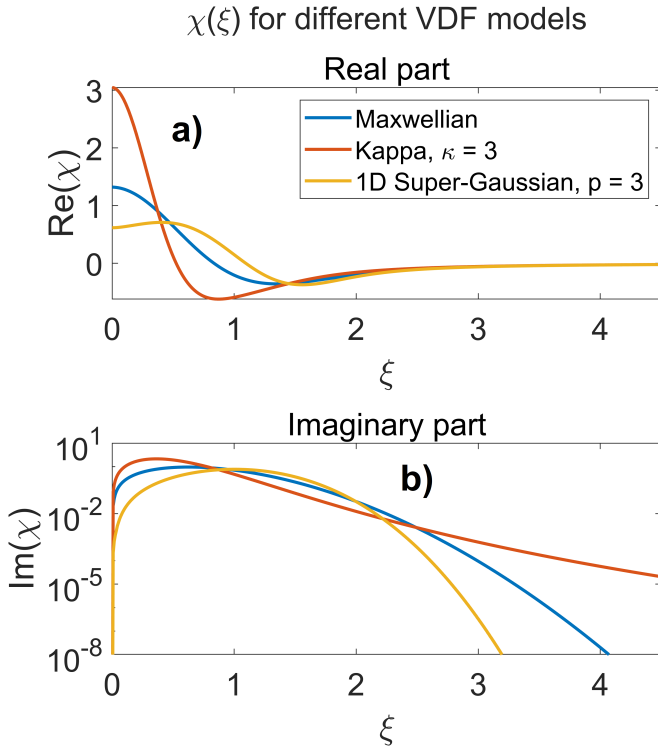 χ(ξ) for different VDF models
Real part
3
2
1
0
Re(χ)
a)
Maxwellian
Kappa, κ = 3
1D Super-Gaussian, p = 3
0 1 2 3 4
ξ
Imaginary part
10^1
10^-2
10^-5
10^-8
Im(χ)
b)
0 1 2 3 4
ξ